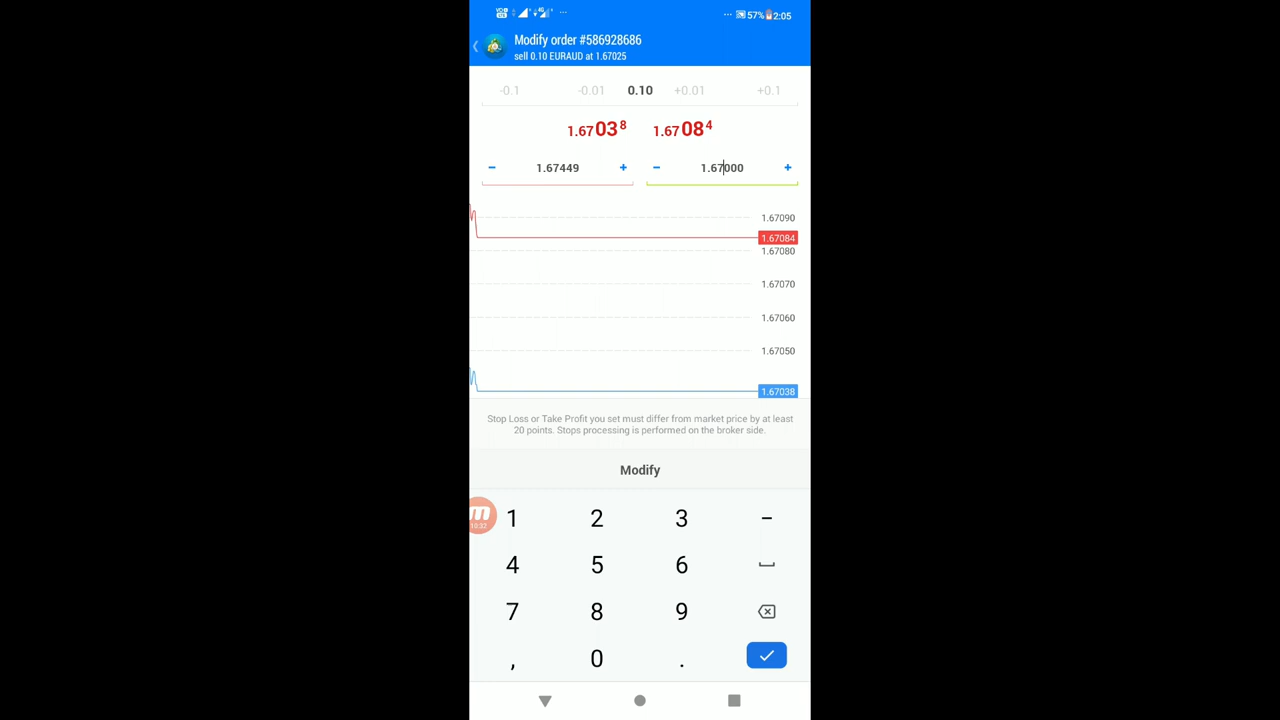 57% 2:05
Modify order #586928686
sell 0.10 EURAUD at 1.67025
-0.1 -0.01 0.10 +0.01 +0.1
1.67038 1.67084
− 1.67449 + − 1.67000 +
1.67090
1.67084
1.67080
1.67070
1.67060
1.67050
1.67038
Stop Loss or Take Profit you set must differ from market price by at least
20 points. Stops processing is performed on the broker side.
Modify
1 2 3 −
10:32
4 5 6
7 8 9
, 0 .